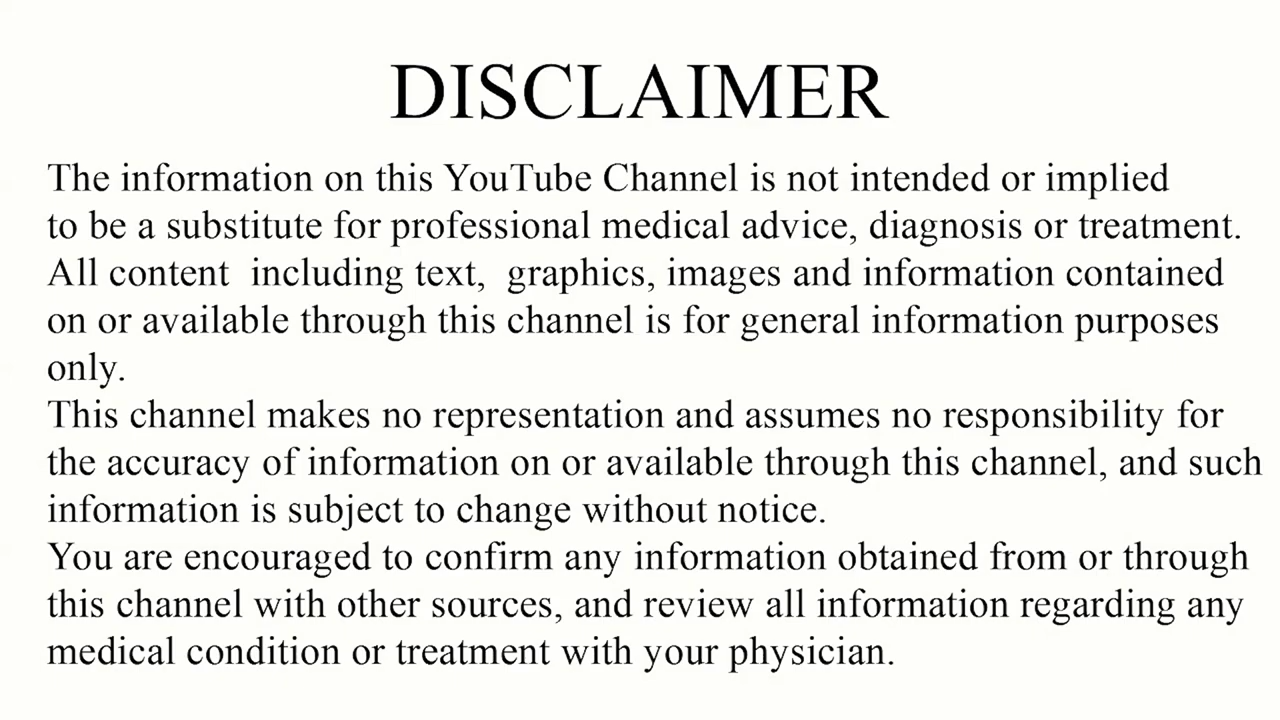 DISCLAIMER
The information on this YouTube Channel is not intended or implied
to be a substitute for professional medical advice, diagnosis or treatment.
All content  including text,  graphics, images and information contained
on or available through this channel is for general information purposes
only.
This channel makes no representation and assumes no responsibility for
the accuracy of information on or available through this channel, and such
information is subject to change without notice.
You are encouraged to confirm any information obtained from or through
this channel with other sources, and review all information regarding any
medical condition or treatment with your physician.